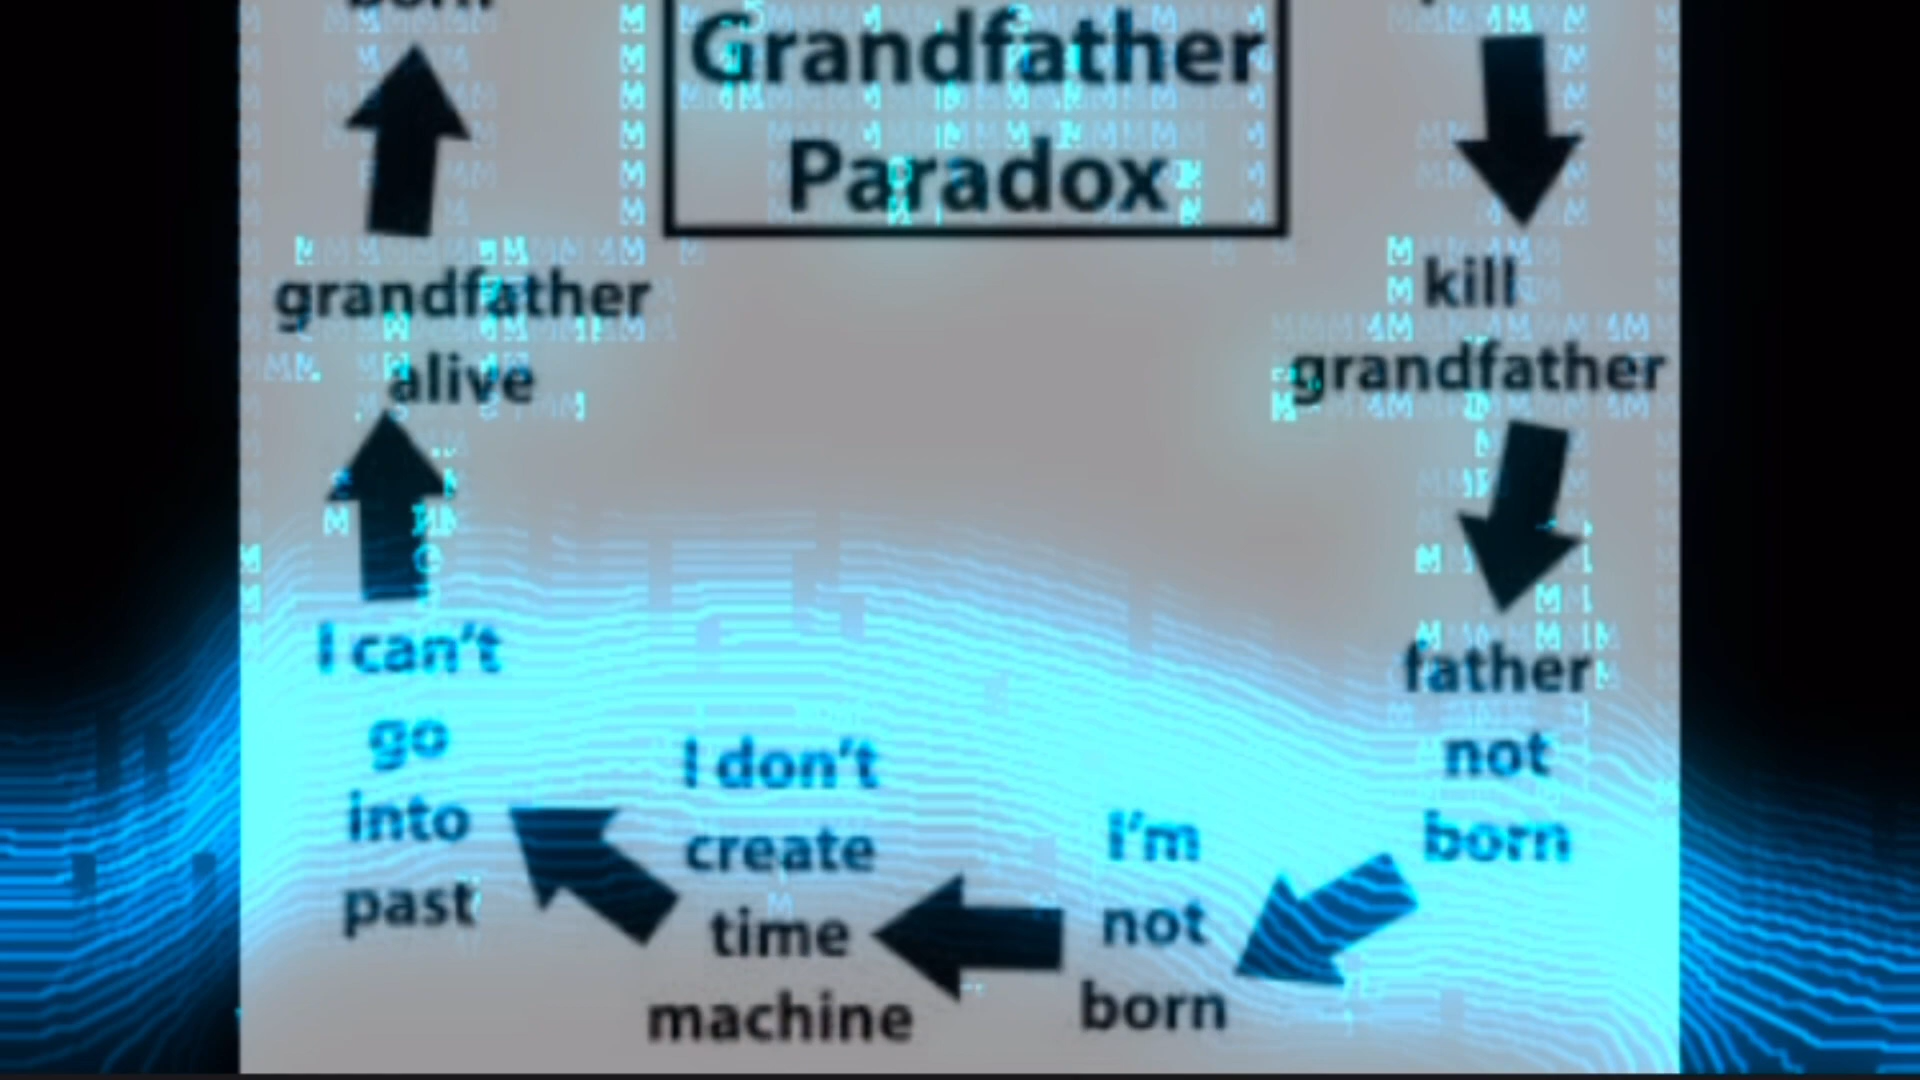 born
Grandfather
Paradox
grandfather
alive
kill
grandfather
I can't
go
into
past
I don't
create
time
machine
I'm
not
born
father
not
born